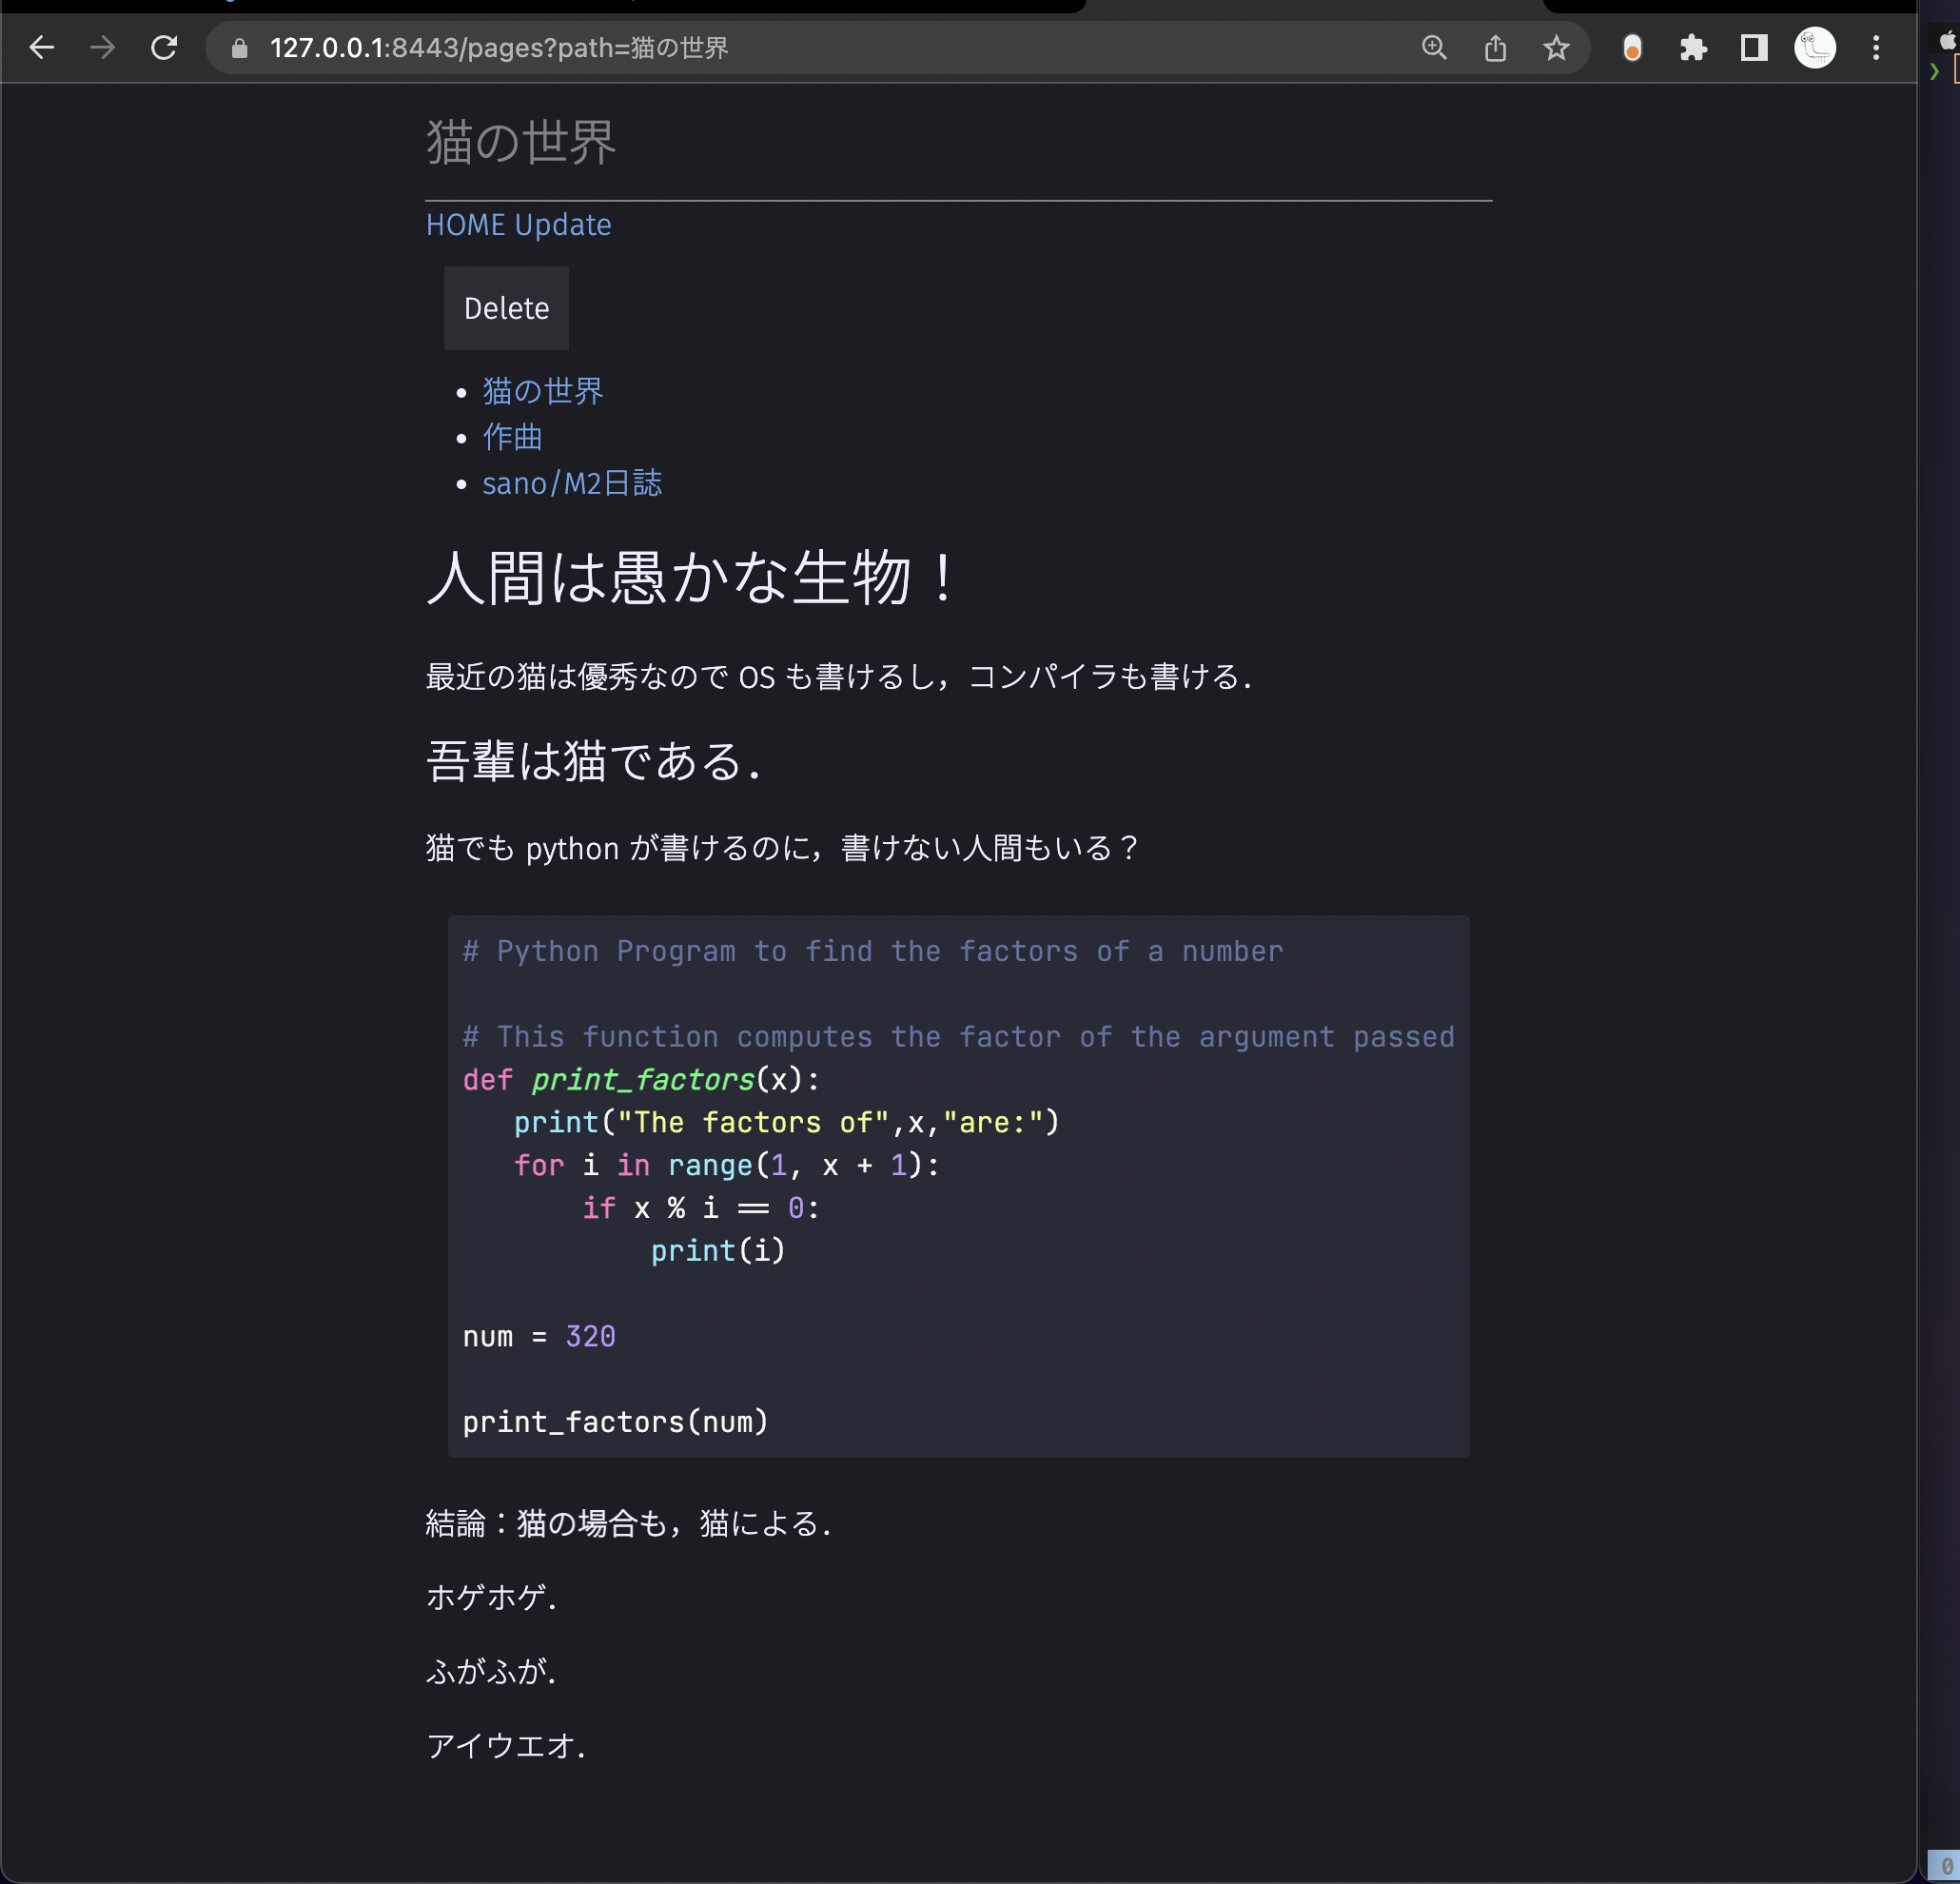 127.0.0.1:8443/pages?path=猫の世界
猫の世界
HOME Update
Delete
• 猫の世界
• 作曲
• sano/M2日誌
人間は愚かな生物！
最近の猫は優秀なので OS も書けるし，コンパイラも書ける．
吾輩は猫である．
猫でも python が書けるのに，書けない人間もいる？
# Python Program to find the factors of a number
# This function computes the factor of the argument passed
def print_factors(x):
   print("The factors of",x,"are:")
   for i in range(1, x + 1):
       if x % i == 0:
           print(i)
num = 320
print_factors(num)
結論：猫の場合も，猫による．
ホゲホゲ．
ふがふが．
アイウエオ．
0